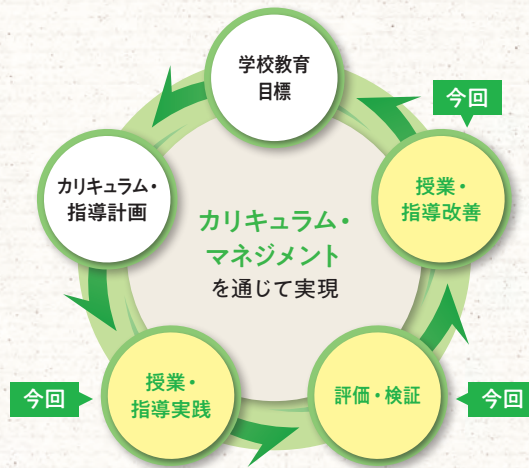 学校教育
目標
今回
カリキュラム・
指導計画
授業・
指導改善
カリキュラム・
マネジメント
を通じて実現
今回
授業・
指導実践
評価・検証
今回